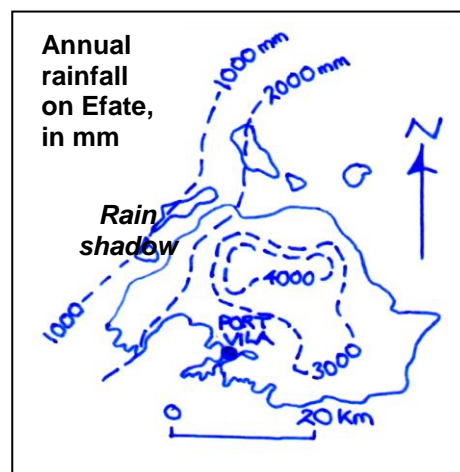 Annual
rainfall
on Efate,
in mm
1000 mm
2000 mm
N
Rain
shadow
4000
1000
PORT
VILA
3000
0 20 Km